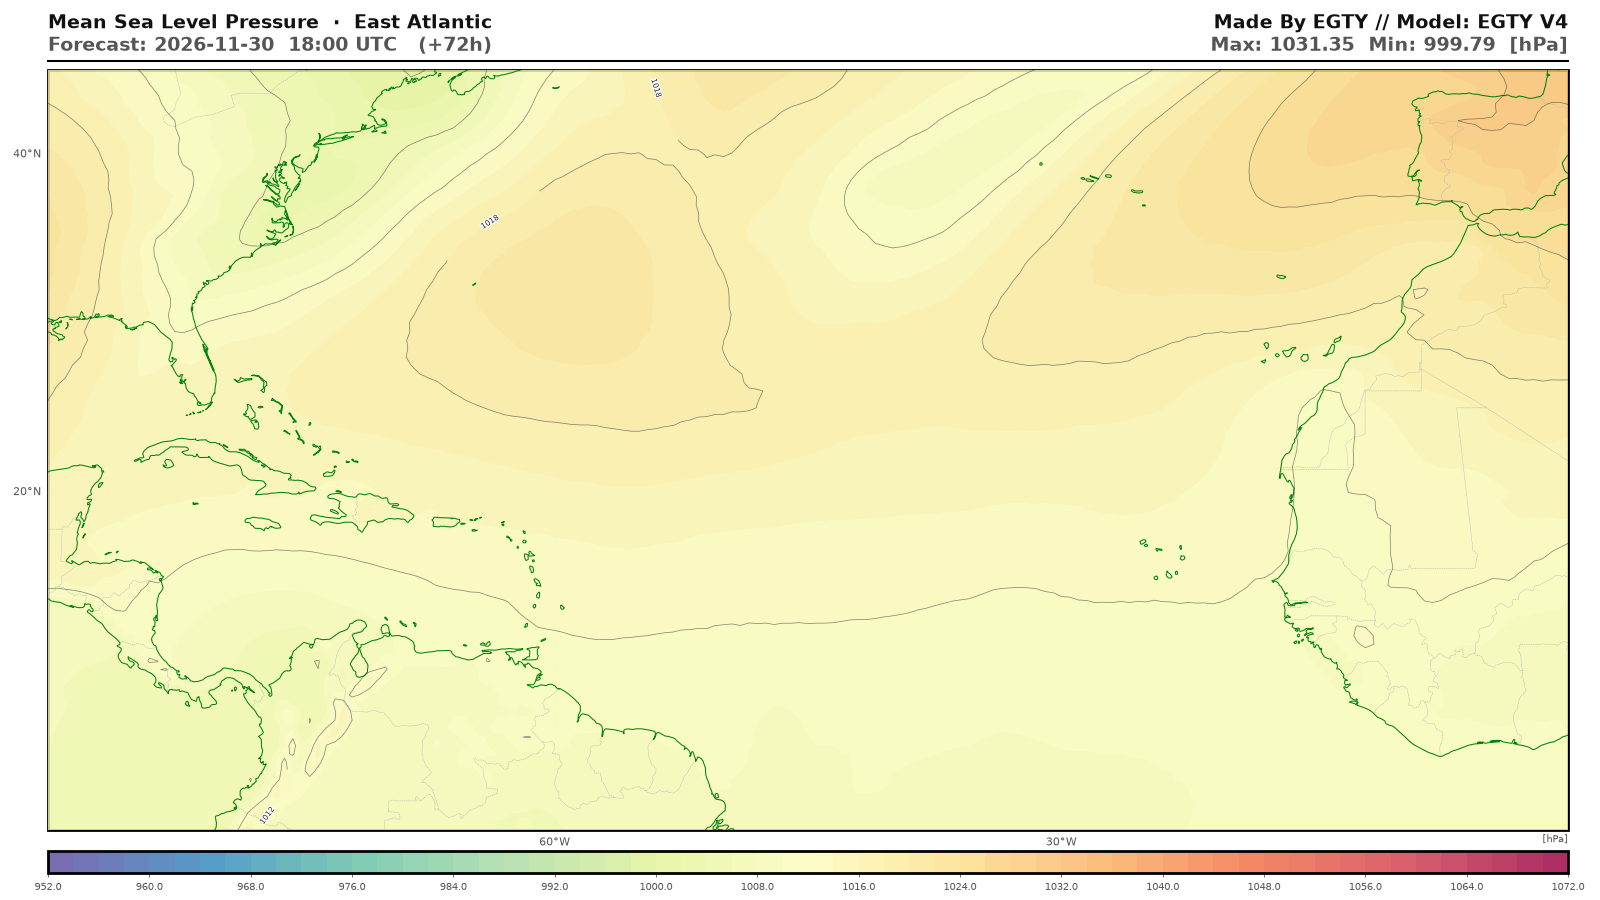 Mean Sea Level Pressure · East Atlantic
Made By EGTY // Model: EGTY V4
Forecast: 2026-11-30 18:00 UTC (+72h)
Max: 1031.35 Min: 999.79 [hPa]
1018
40°N
1018
20°N
1012
60°W
30°W
[hPa]
952.0 960.0 968.0 976.0 984.0 992.0 1000.0 1008.0 1016.0 1024.0 1032.0 1040.0 1048.0 1056.0 1064.0 1072.0